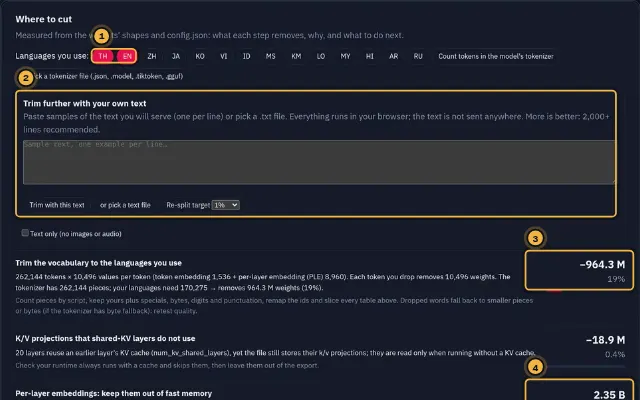 Where to cut
Measured from the weights' shapes and config.json: what each step removes, why, and what to do next.
1
Languages you use: TH EN ZH JA KO VI ID MS KM LO MY HI AR RU Count tokens in the model's tokenizer
2
ck a tokenizer file (.json, .model, .tiktoken, .gguf)
Trim further with your own text
Paste samples of the text you will serve (one per line) or pick a .txt file. Everything runs in your browser; the text is not sent anywhere. More is better: 2,000+
lines recommended.
Sample text, one example per line…
Trim with this text or pick a text file Re-split target 1%
Text only (no images or audio)
3
Trim the vocabulary to the languages you use
−964.3 M
262,144 tokens × 10,496 values per token (token embedding 1,536 + per-layer embedding (PLE) 8,960). Each token you drop removes 10,496 weights. The
19%
tokenizer has 262,144 pieces; your languages need 170,275 → removes 964.3 M weights (19%).
Count pieces by script, keep yours plus specials, bytes, digits and punctuation, remap the ids and slice every table above. Dropped words fall back to smaller pieces
or bytes (if the tokenizer has byte fallback): retest quality.
K/V projections that shared-KV layers do not use
−18.9 M
20 layers reuse an earlier layer's KV cache (num_kv_shared_layers), yet the file still stores their k/v projections; they are read only when running without a KV cache.
0.4%
Check your runtime always runs with a cache and skips them, then leave them out of the export.
4
Per-layer embeddings: keep them out of fast memory
2.35 B